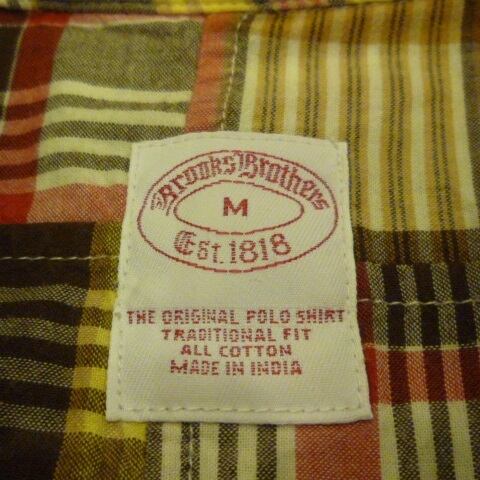 Brooks Brothers
M
Est. 1818
THE ORIGINAL POLO SHIRT
TRADITIONAL FIT
ALL COTTON
MADE IN INDIA